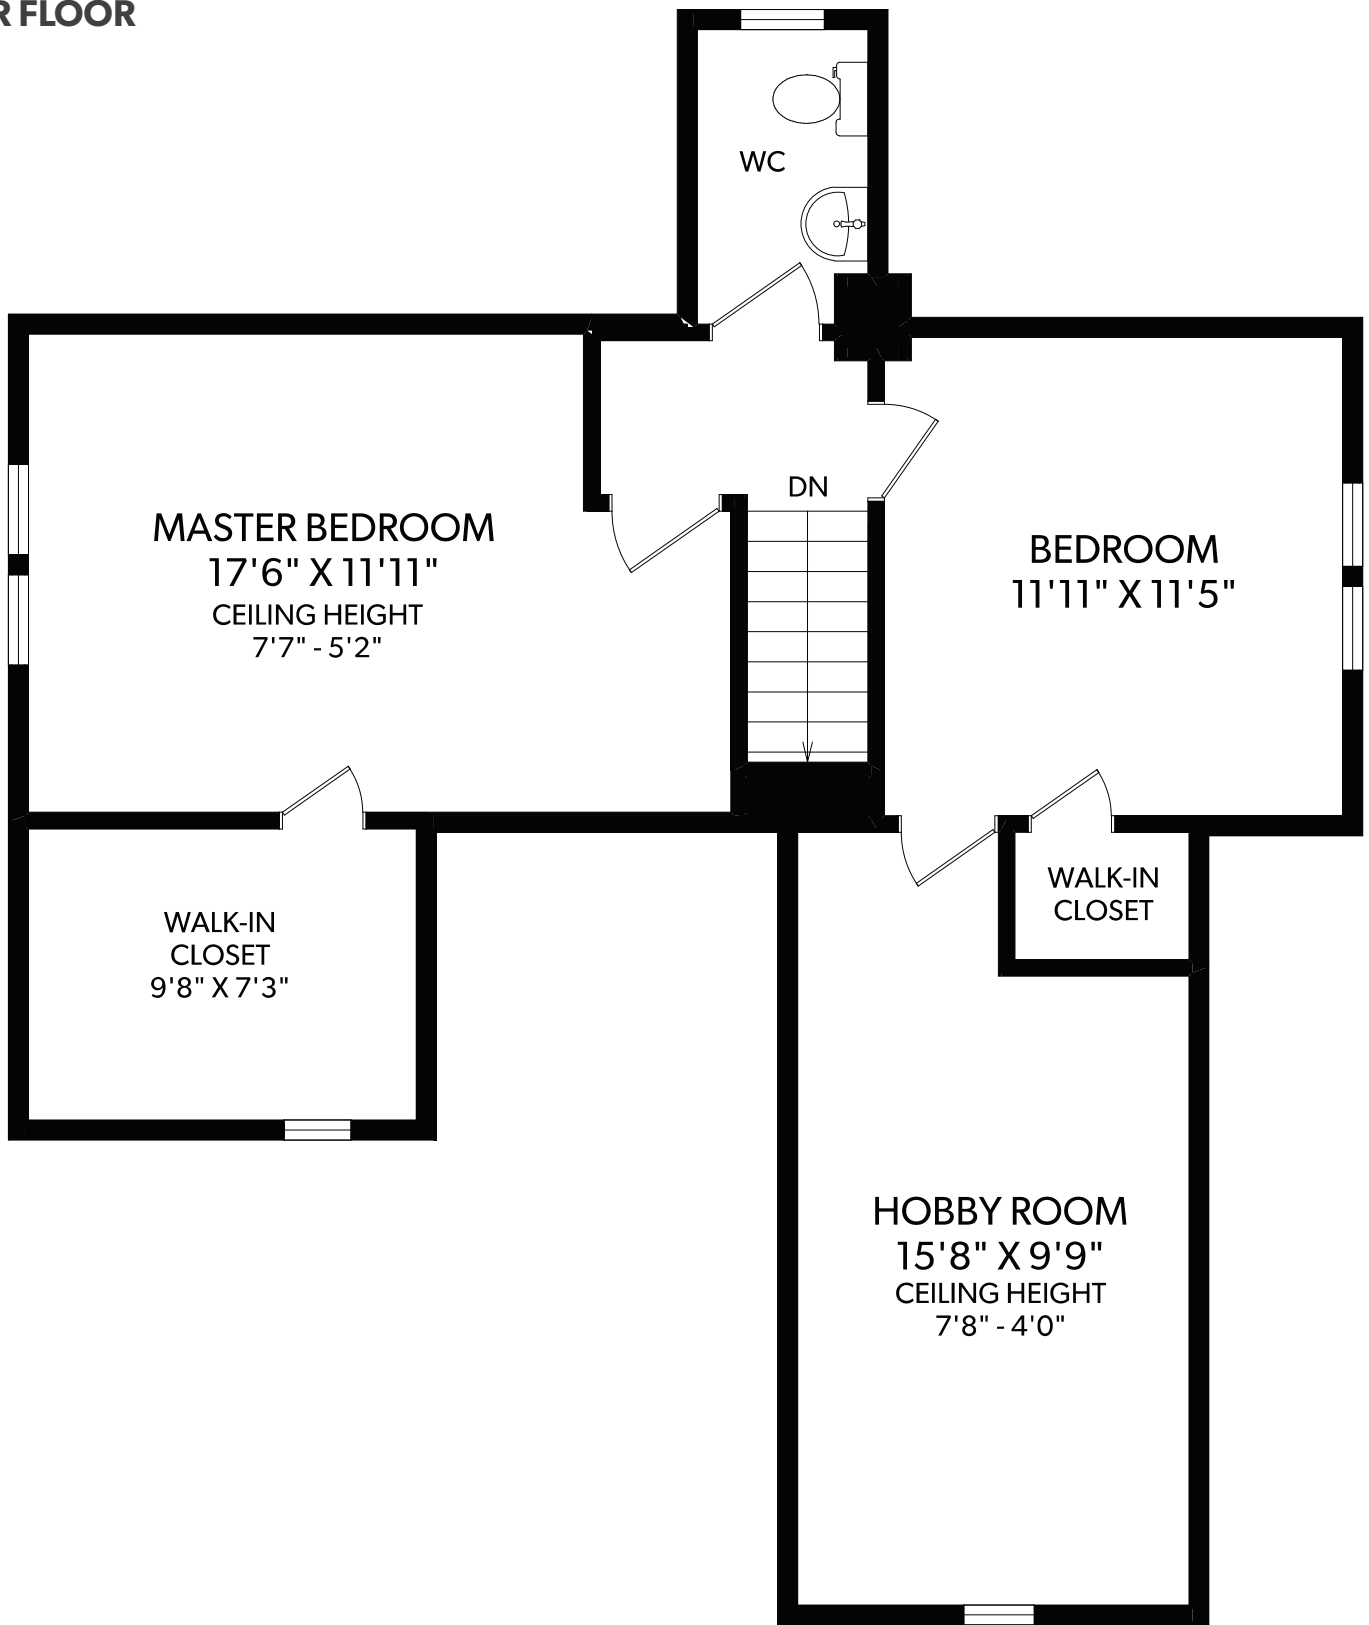 FLOOR
WC
DN
MASTER BEDROOM
17'6" X 11'11"
CEILING HEIGHT
7'7" - 5'2"
BEDROOM
11'11" X 11'5"
WALK-IN
CLOSET
9'8" X 7'3"
WALK-IN
CLOSET
HOBBY ROOM
15'8" X 9'9"
CEILING HEIGHT
7'8" - 4'0"